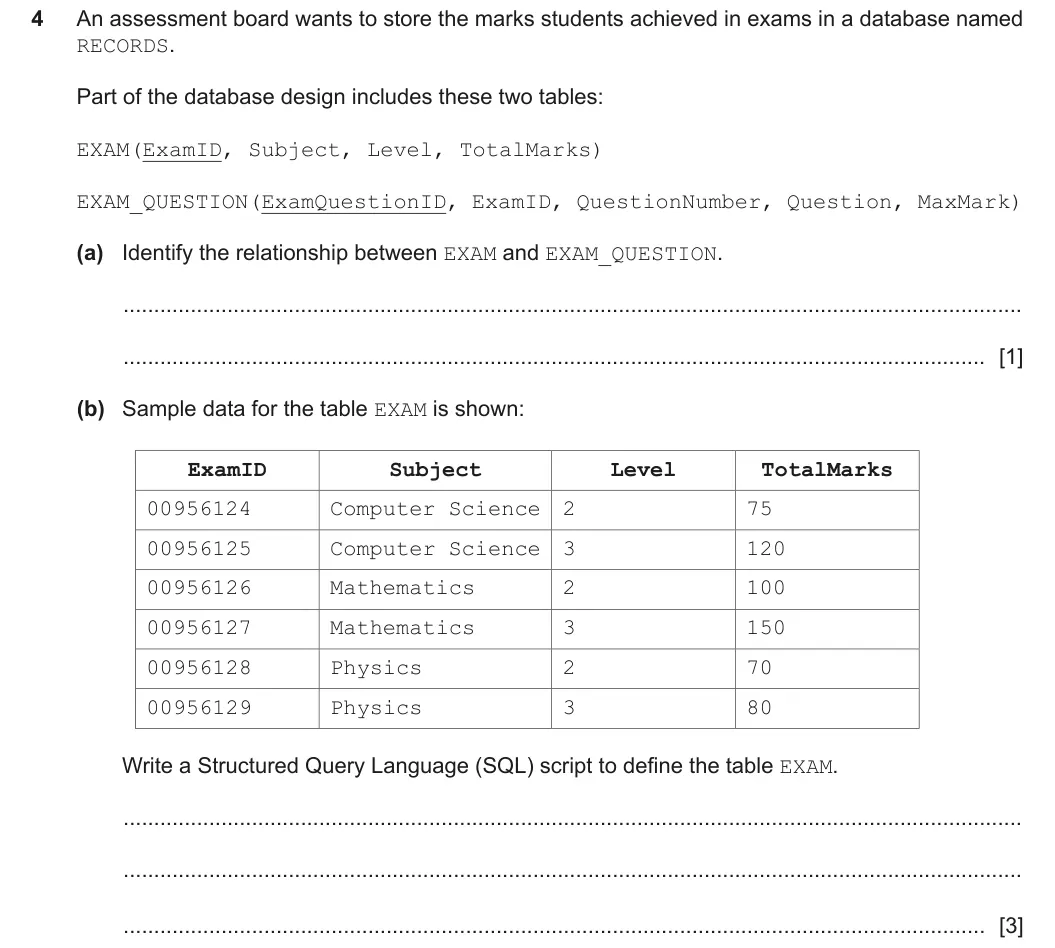 4 An assessment board wants to store the marks students achieved in exams in a database named
RECORDS.
Part of the database design includes these two tables:
EXAM(ExamID, Subject, Level, TotalMarks)
EXAM_QUESTION(ExamQuestionID, ExamID, QuestionNumber, Question, MaxMark)
(a) Identify the relationship between EXAM and EXAM_QUESTION.
..........................................................................................
.......................................................................................... [1]
(b) Sample data for the table EXAM is shown:
ExamID Subject Level TotalMarks
00956124 Computer Science 2 75
00956125 Computer Science 3 120
00956126 Mathematics 2 100
00956127 Mathematics 3 150
00956128 Physics 2 70
00956129 Physics 3 80
Write a Structured Query Language (SQL) script to define the table EXAM.
..........................................................................................
..........................................................................................
.......................................................................................... [3]